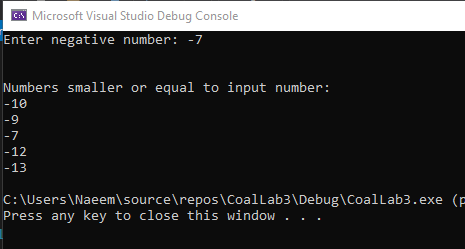 Microsoft Visual Studio Debug Console
Enter negative number: -7
Numbers smaller or equal to input number:
-10
-9
-7
-12
-13
C:\Users\Naeem\source\repos\CoalLab3\Debug\CoalLab3.exe (p
Press any key to close this window . . .